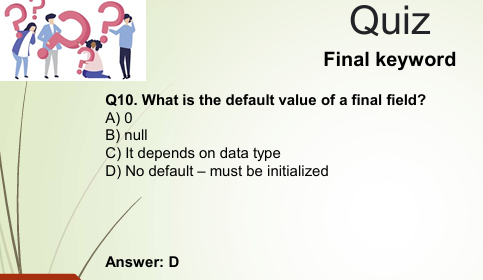 Quiz
Final keyword
Q10. What is the default value of a final field?
A) 0
B) null
C) It depends on data type
D) No default – must be initialized
Answer: D